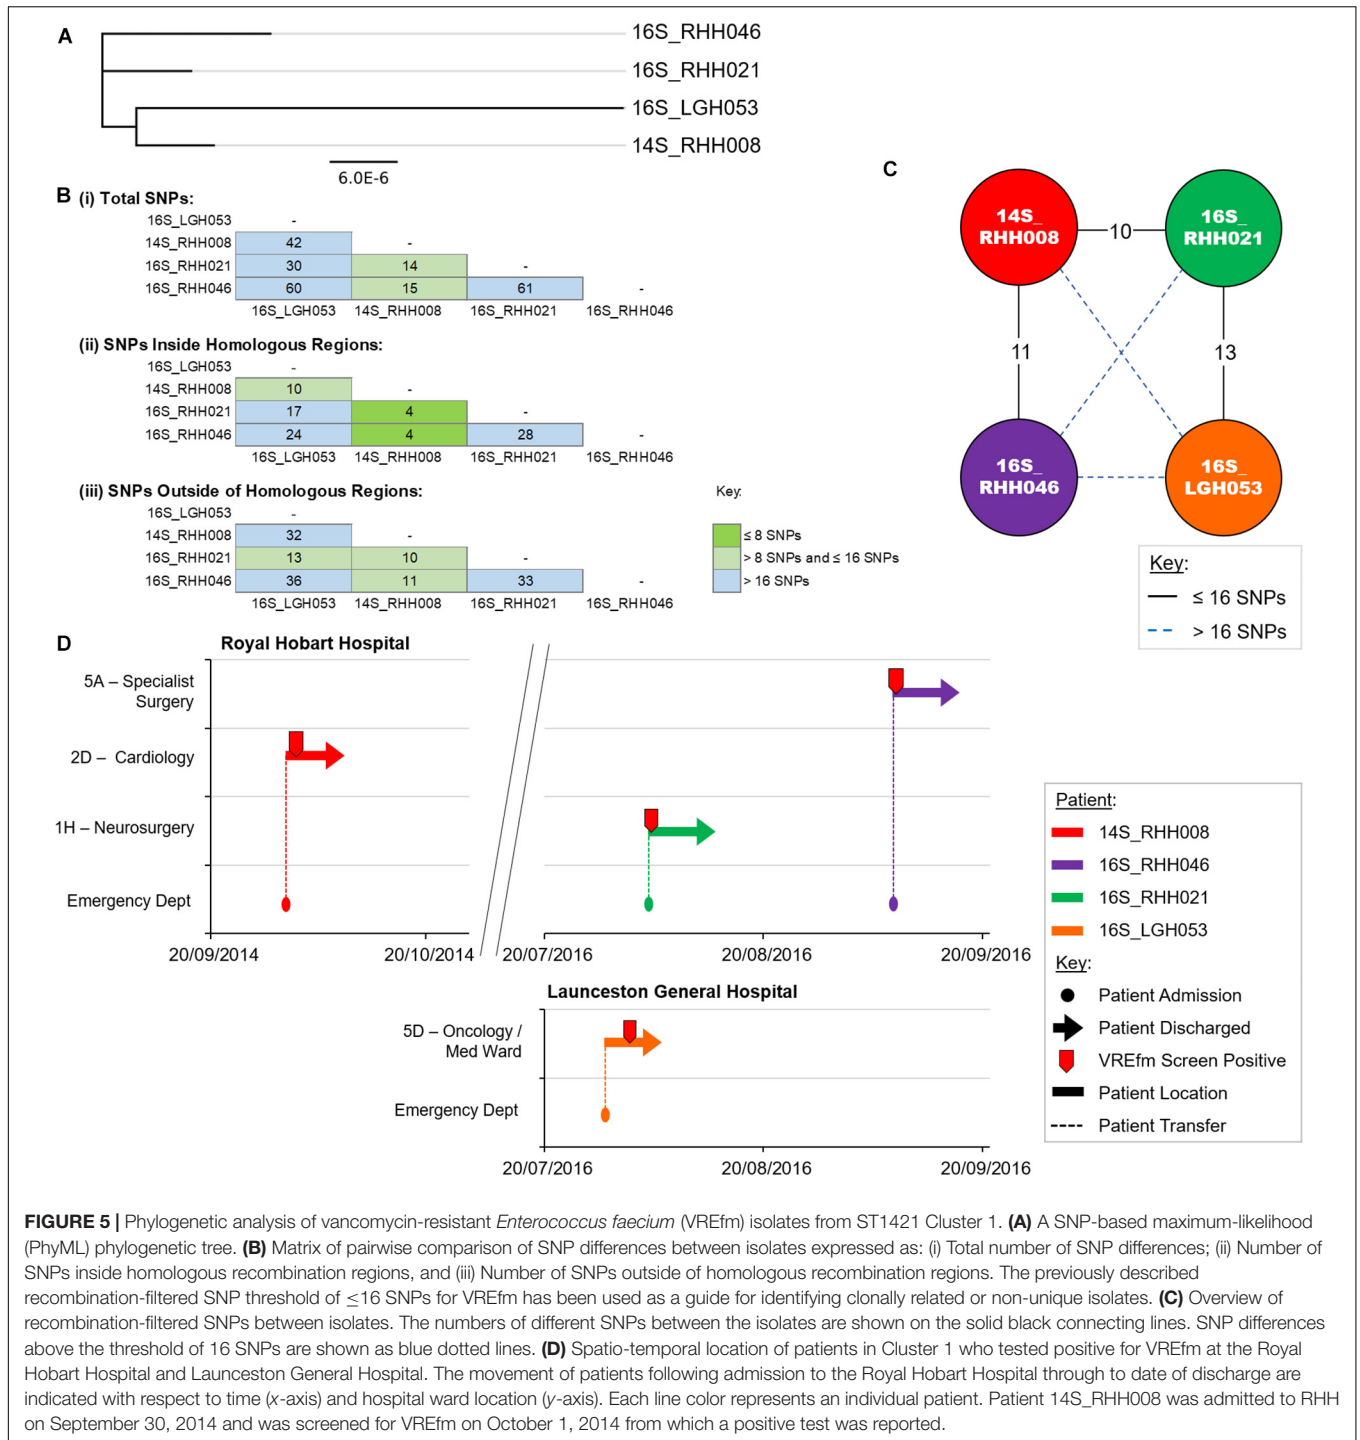 A
16S_RHH046
16S_RHH021
16S_LGH053
14S_RHH008
6.0E-6
B (i) Total SNPs:
16S_LGH053 -
14S_RHH008 42 -
16S_RHH021 30 14 -
16S_RHH046 60 15 61 -
16S_LGH053 14S_RHH008 16S_RHH021 16S_RHH046
(ii) SNPs Inside Homologous Regions:
16S_LGH053 -
14S_RHH008 10 -
16S_RHH021 17 4 -
16S_RHH046 24 4 28 -
16S_LGH053 14S_RHH008 16S_RHH021 16S_RHH046
(iii) SNPs Outside of Homologous Regions:
16S_LGH053 -
14S_RHH008 32 -
16S_RHH021 13 10 -
16S_RHH046 36 11 33 -
16S_LGH053 14S_RHH008 16S_RHH021 16S_RHH046
Key:
≤ 8 SNPs
> 8 SNPs and ≤ 16 SNPs
> 16 SNPs
C
14S_
RHH008
10
16S_
RHH021
11
13
16S_
RHH046
16S_
LGH053
Key:
≤ 16 SNPs
> 16 SNPs
D
Royal Hobart Hospital
5A – Specialist
Surgery
2D – Cardiology
1H – Neurosurgery
Emergency Dept
20/09/2014 20/10/2014 20/07/2016 20/08/2016 20/09/2016
Launceston General Hospital
5D – Oncology /
Med Ward
Emergency Dept
20/07/2016 20/08/2016 20/09/2016
Patient:
14S_RHH008
16S_RHH046
16S_RHH021
16S_LGH053
Key:
Patient Admission
Patient Discharged
VREfm Screen Positive
Patient Location
Patient Transfer
FIGURE 5 | Phylogenetic analysis of vancomycin-resistant Enterococcus faecium (VREfm) isolates from ST1421 Cluster 1. (A) A SNP-based maximum-likelihood
(PhyML) phylogenetic tree. (B) Matrix of pairwise comparison of SNP differences between isolates expressed as: (i) Total number of SNP differences; (ii) Number of
SNPs inside homologous recombination regions, and (iii) Number of SNPs outside of homologous recombination regions. The previously described
recombination-filtered SNP threshold of ≤16 SNPs for VREfm has been used as a guide for identifying clonally related or non-unique isolates. (C) Overview of
recombination-filtered SNPs between isolates. The numbers of different SNPs between the isolates are shown on the solid black connecting lines. SNP differences
above the threshold of 16 SNPs are shown as blue dotted lines. (D) Spatio-temporal location of patients in Cluster 1 who tested positive for VREfm at the Royal
Hobart Hospital and Launceston General Hospital. The movement of patients following admission to the Royal Hobart Hospital through to date of discharge are
indicated with respect to time (x-axis) and hospital ward location (y-axis). Each line color represents an individual patient. Patient 14S_RHH008 was admitted to RHH
on September 30, 2014 and was screened for VREfm on October 1, 2014 from which a positive test was reported.